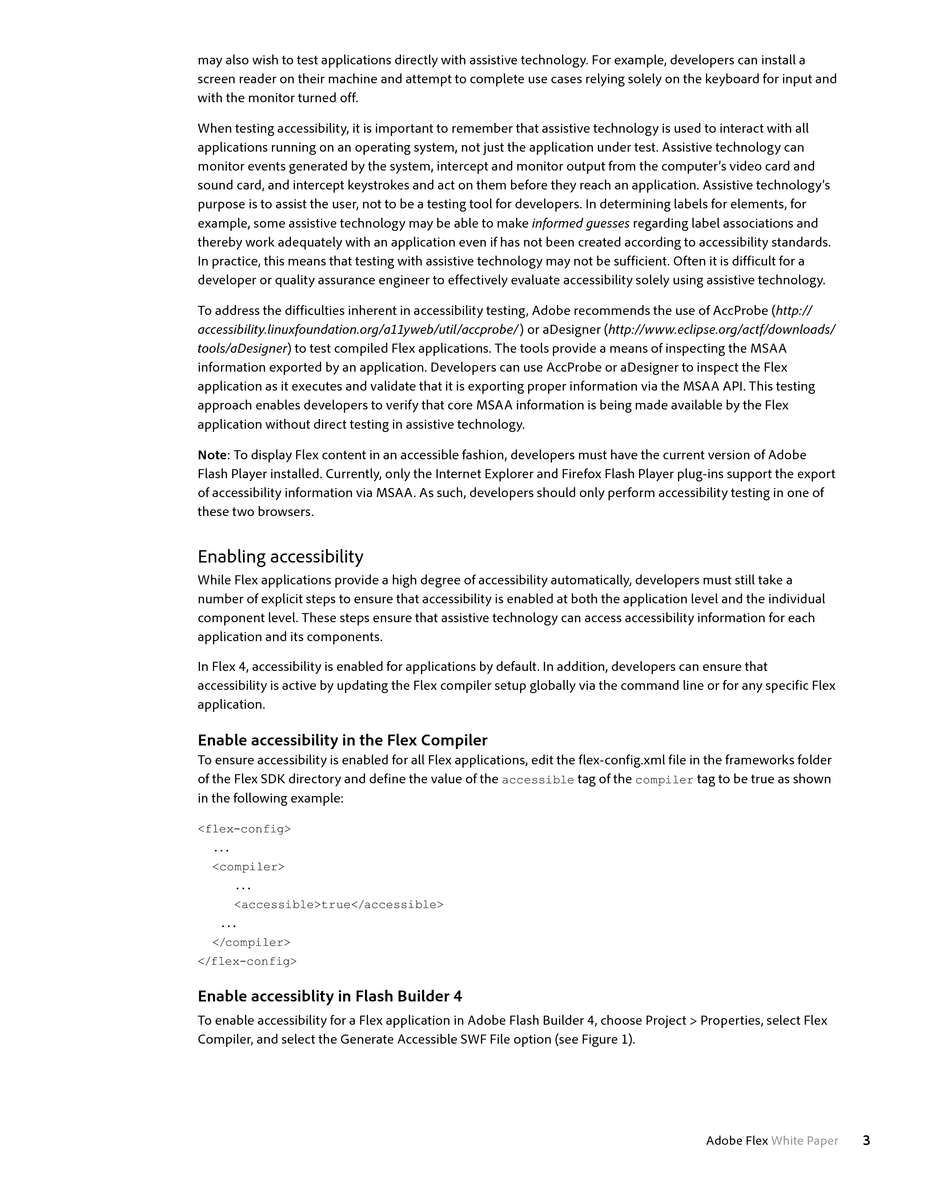 may also wish to test applications directly with assistive technology. For example, developers can install a
screen reader on their machine and attempt to complete use cases relying solely on the keyboard for input and
with the monitor turned off.
When testing accessibility, it is important to remember that assistive technology is used to interact with all
applications running on an operating system, not just the application under test. Assistive technology can
monitor events generated by the system, intercept and monitor output from the computer's video card and
sound card, and intercept keystrokes and act on them before they reach an application. Assistive technology's
purpose is to assist the user, not to be a testing tool for developers. In determining labels for elements, for
example, some assistive technology may be able to make informed guesses regarding label associations and
thereby work adequately with an application even if has not been created according to accessibility standards.
In practice, this means that testing with assistive technology may not be sufficient. Often it is difficult for a
developer or quality assurance engineer to effectively evaluate accessibility solely using assistive technology.
To address the difficulties inherent in accessibility testing, Adobe recommends the use of AccProbe (http://
accessibility.linuxfoundation.org/a11yweb/util/accprobe/) or aDesigner (http://www.eclipse.org/actf/downloads/
tools/aDesigner) to test compiled Flex applications. The tools provide a means of inspecting the MSAA
information exported by an application. Developers can use AccProbe or aDesigner to inspect the Flex
application as it executes and validate that it is exporting proper information via the MSAA API. This testing
approach enables developers to verify that core MSAA information is being made available by the Flex
application without direct testing in assistive technology.
Note: To display Flex content in an accessible fashion, developers must have the current version of Adobe
Flash Player installed. Currently, only the Internet Explorer and Firefox Flash Player plug-ins support the export
of accessibility information via MSAA. As such, developers should only perform accessibility testing in one of
these two browsers.
Enabling accessibility
While Flex applications provide a high degree of accessibility automatically, developers must still take a
number of explicit steps to ensure that accessibility is enabled at both the application level and the individual
component level. These steps ensure that assistive technology can access accessibility information for each
application and its components.
In Flex 4, accessibility is enabled for applications by default. In addition, developers can ensure that
accessibility is active by updating the Flex compiler setup globally via the command line or for any specific Flex
application.
Enable accessibility in the Flex Compiler
To ensure accessibility is enabled for all Flex applications, edit the flex-config.xml file in the frameworks folder
of the Flex SDK directory and define the value of the accessible tag of the compiler tag to be true as shown
in the following example:
<flex-config>
...
<compiler>
...
<accessible>true</accessible>
...
</compiler>
</flex-config>
Enable accessiblity in Flash Builder 4
To enable accessibility for a Flex application in Adobe Flash Builder 4, choose Project > Properties, select Flex
Compiler, and select the Generate Accessible SWF File option (see Figure 1).
Adobe Flex White Paper 3